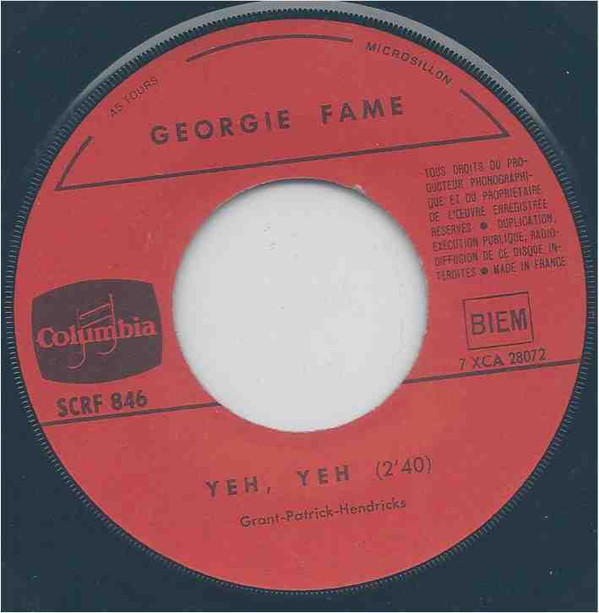 45 TOURS
MICROSILLON
GEORGIE FAME
TOUS DROITS DU PRO-
DUCTEUR PHONOGRAPHI-
QUE ET DU PROPRIETAIRE
DE L'ŒUVRE ENREGISTRÉE
RÉSERVÉS ● DUPLICATION,
EXÉCUTION PUBLIQUE, RADIO-
DIFFUSION DE CE DISQUE IN-
TERDITES ● MADE IN FRANCE
Columbia
BIEM
7 XCA 28072
SCRF 846
YEH, YEH (2'40)
Grant-Patrick-Hendricks